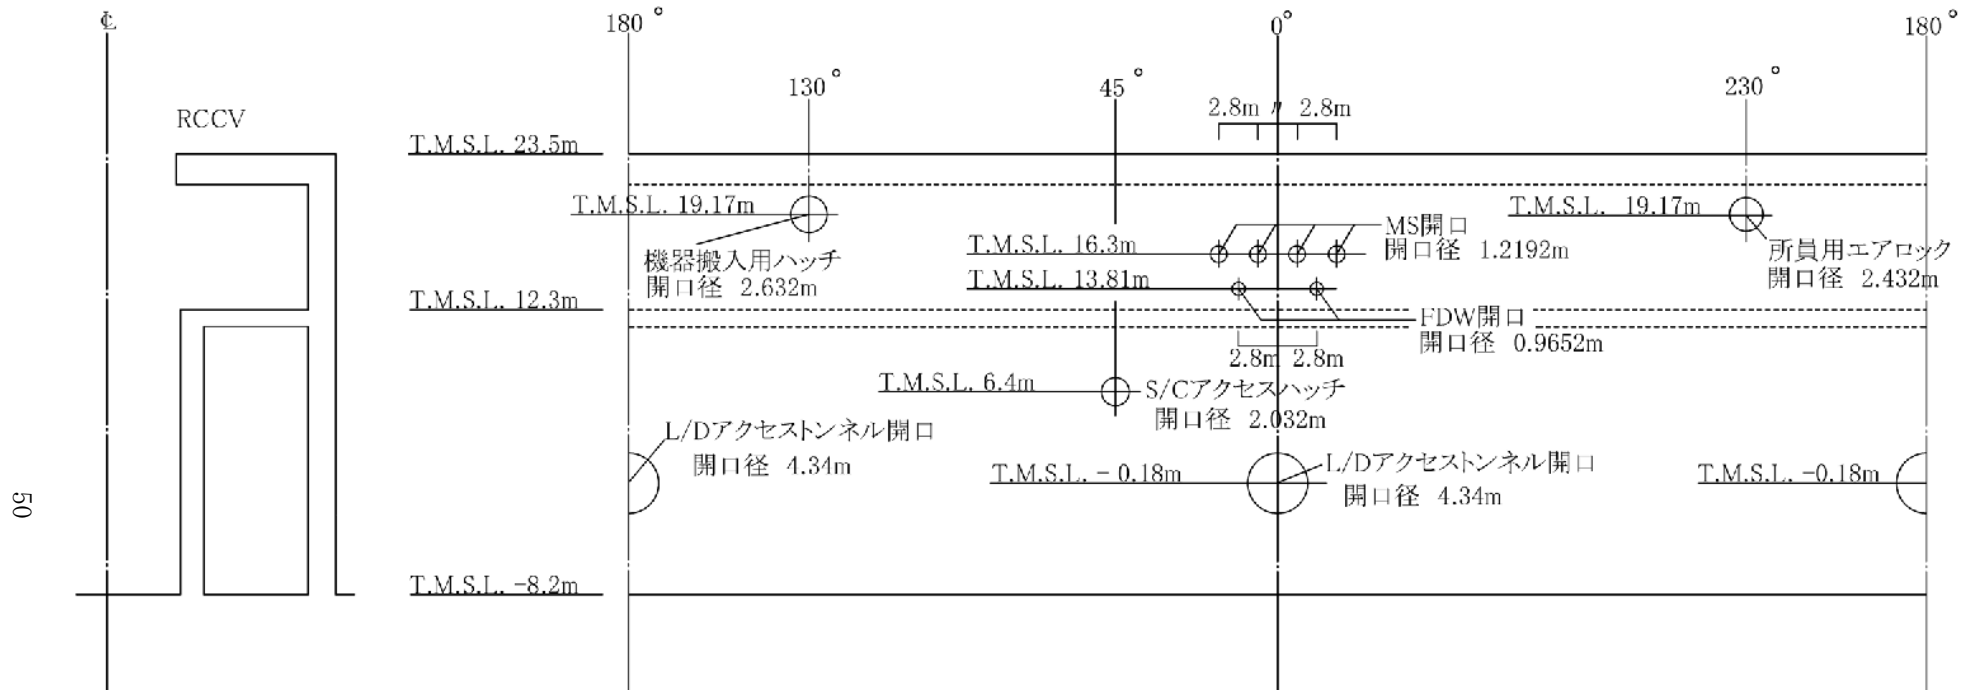 ℄
180°
0°
180°
130°
45°
230°
RCCV
2.8m 〃 2.8m
T.M.S.L. 23.5m
T.M.S.L. 19.17m
T.M.S.L. 19.17m
機器搬入用ハッチ
開口径 2.632m
T.M.S.L. 16.3m
MS開口
開口径 1.2192m
所員用エアロック
開口径 2.432m
T.M.S.L. 13.81m
T.M.S.L. 12.3m
FDW開口
開口径 0.9652m
2.8m 2.8m
T.M.S.L. 6.4m
S/Cアクセスハッチ
開口径 2.032m
L/Dアクセストンネル開口
開口径 4.34m
T.M.S.L. -0.18m
L/Dアクセストンネル開口
開口径 4.34m
T.M.S.L. -0.18m
50
T.M.S.L. -8.2m